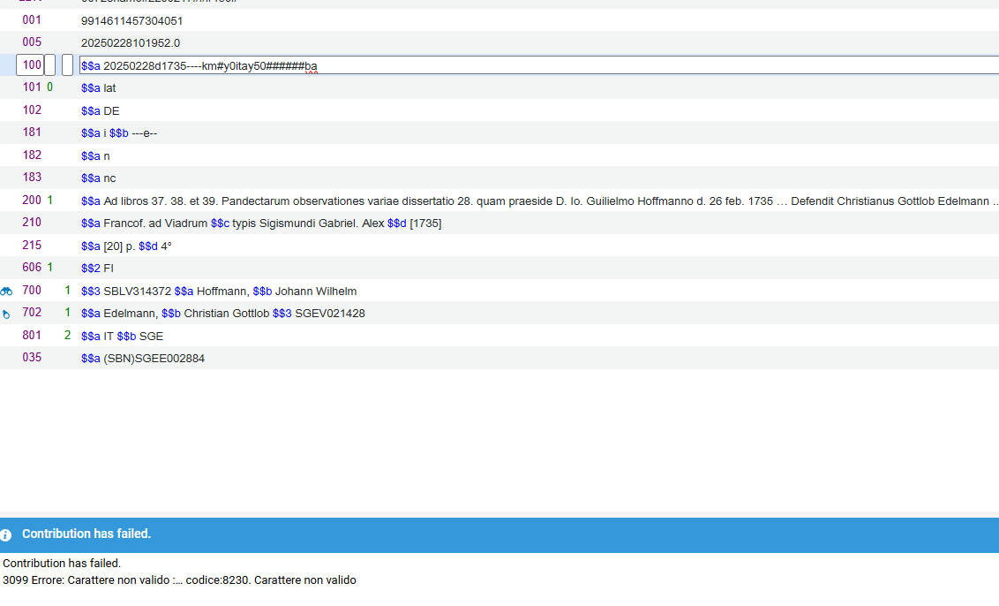 001 9914611457304051
005 20250228101952.0
100 $$a 20250228d1735----km#y0itay50######ba
101 0 $$a lat
102 $$a DE
181 $$a i $$b ---e--
182 $$a n
183 $$a nc
200 1 $$a Ad libros 37. 38. et 39. Pandectarum observationes variae dissertatio 28. quam praeside D. Io. Guilielmo Hoffmanno d. 26 feb. 1735 … Defendit Christianus Gottlob Edelmann ..
210 $$a Francof. ad Viadrum $$c typis Sigismundi Gabriel. Alex $$d [1735]
215 $$a [20] p. $$d 4°
606 1 $$2 FI
700 1 $$3 SBLV314372 $$a Hoffmann, $$b Johann Wilhelm
702 1 $$a Edelmann, $$b Christian Gottlob $$3 SGEV021428
801 2 $$a IT $$b SGE
035 $$a (SBN)SGEE002884
Contribution has failed.
Contribution has failed.
3099 Errore: Carattere non valido :… codice:8230. Carattere non valido